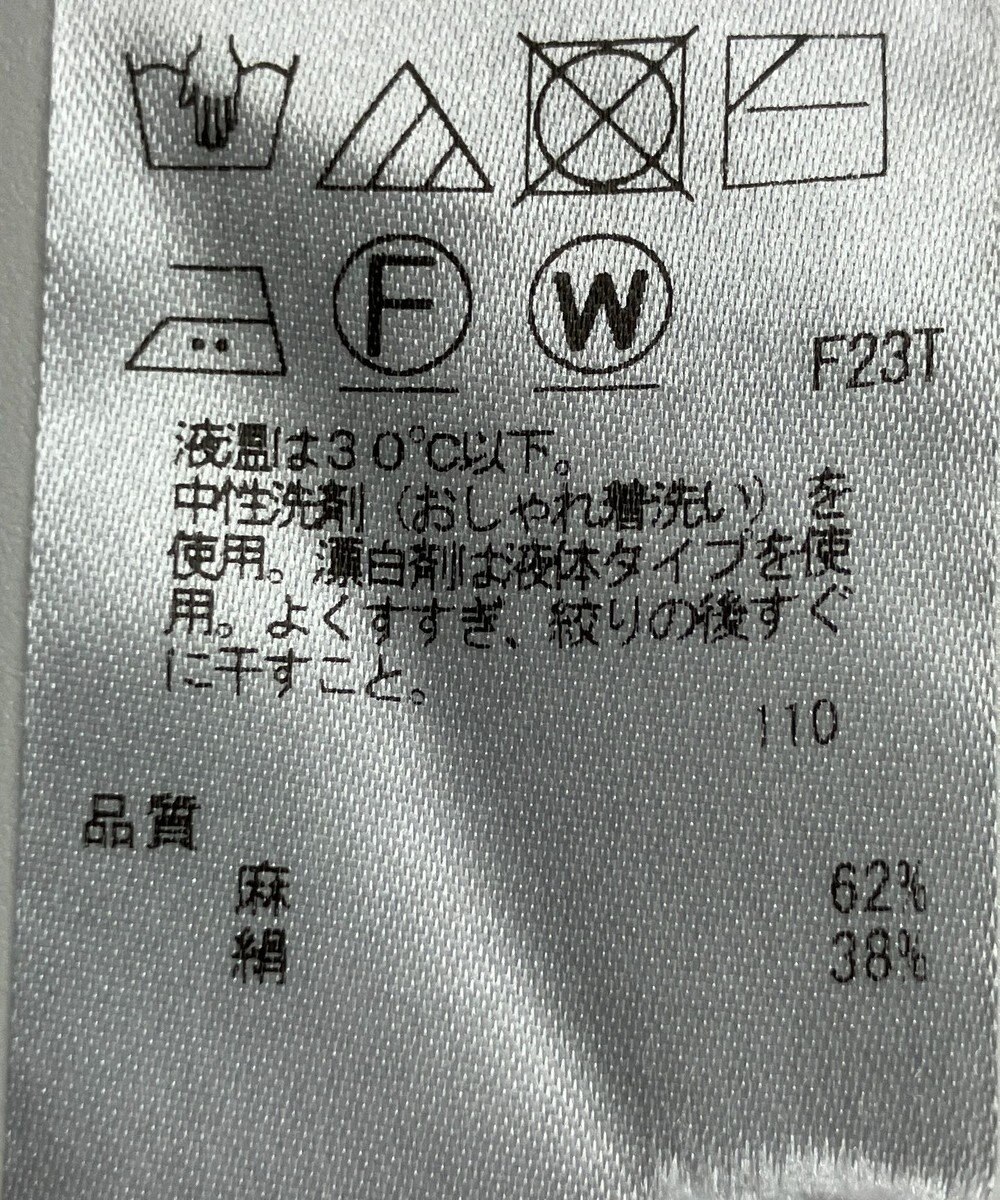 F W
F23T
液温は30℃以下。
中性洗剤(おしゃれ着洗い)を
使用。漂白剤は液体タイプを使
用。よくすすぎ、絞りの後すぐ
に干すこと。
110
品質
麻 62%
絹 38%